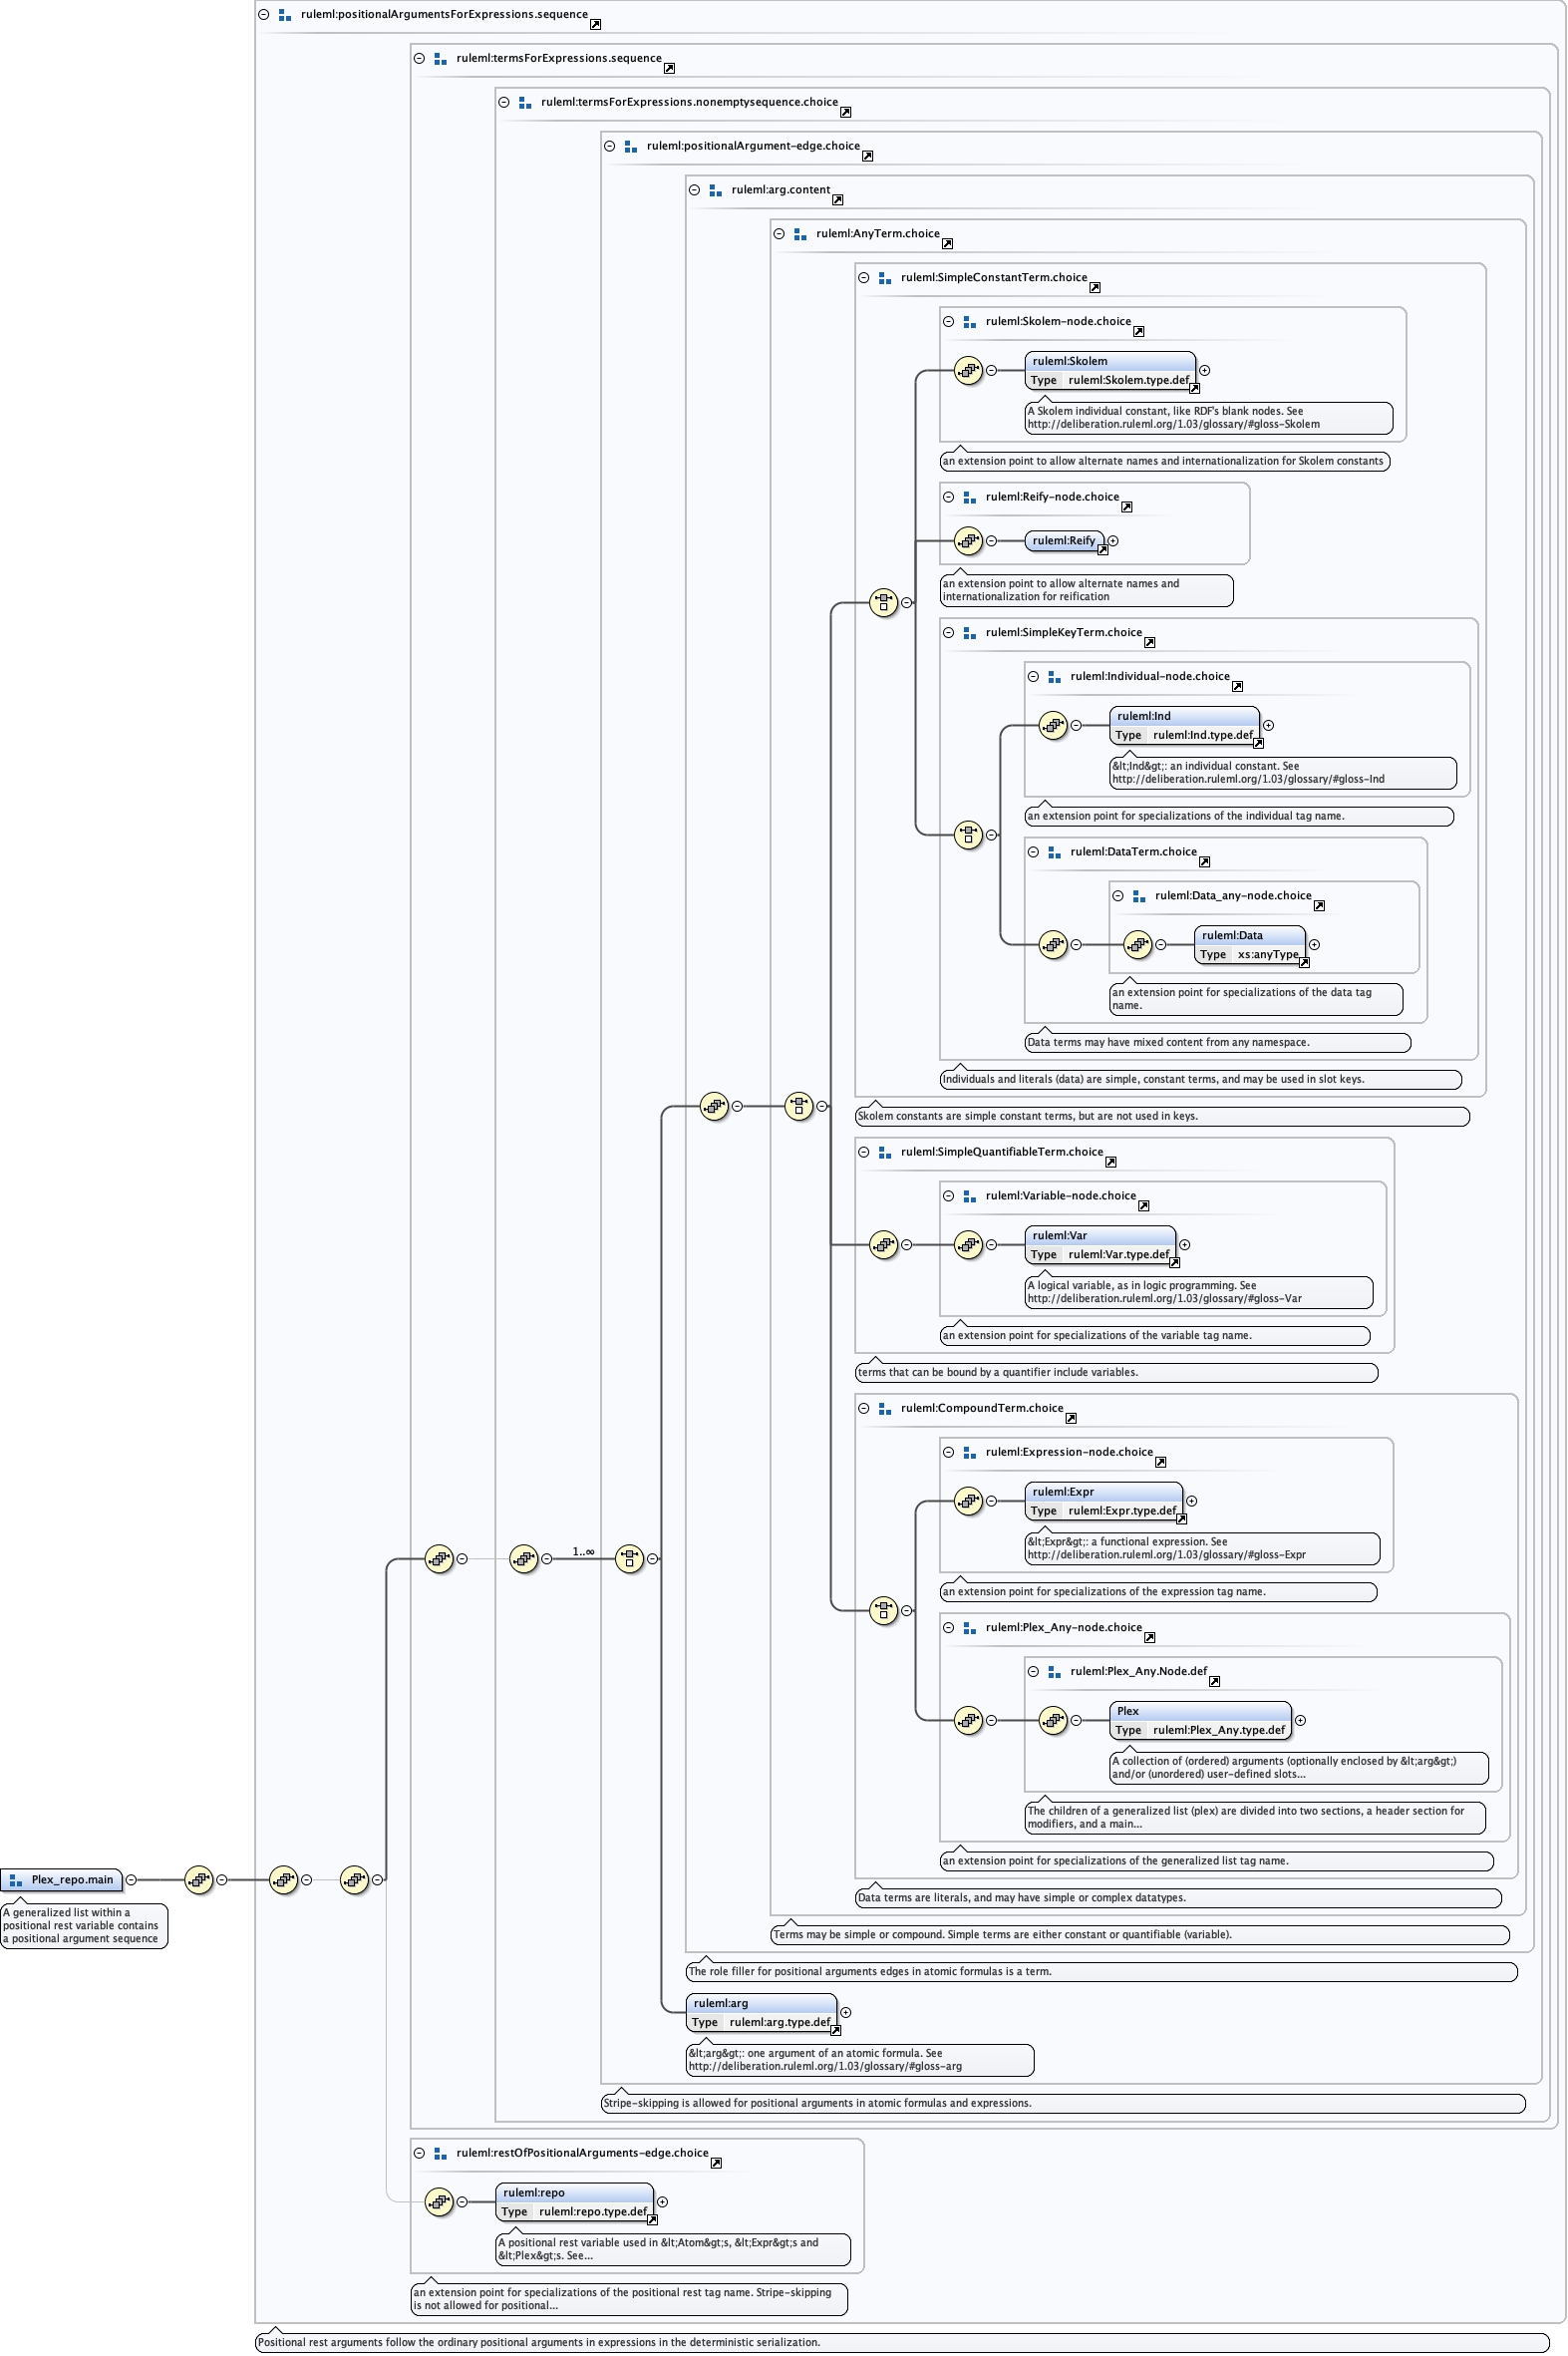 ruleml:positionalArgumentsForExpressions.sequence
ruleml:termsForExpressions.sequence
ruleml:termsForExpressions.nonemptysequence.choice
ruleml:positionalArgument-edge.choice
ruleml:arg.content
ruleml:AnyTerm.choice
ruleml:SimpleConstantTerm.choice
ruleml:Skolem-node.choice
ruleml:Skolem
Type ruleml:Skolem.type.def
A Skolem individual constant, like RDF's blank nodes. See
http://deliberation.ruleml.org/1.03/glossary/#gloss-Skolem
an extension point to allow alternate names and internationalization for Skolem constants
ruleml:Reify-node.choice
ruleml:Reify
an extension point to allow alternate names and
internationalization for reification
ruleml:SimpleKeyTerm.choice
ruleml:Individual-node.choice
ruleml:Ind
Type ruleml:Ind.type.def
&lt;Ind&gt;: an individual constant. See
http://deliberation.ruleml.org/1.03/glossary/#gloss-Ind
an extension point for specializations of the individual tag name.
ruleml:DataTerm.choice
ruleml:Data_any-node.choice
ruleml:Data
Type xs:anyType
an extension point for specializations of the data tag
name.
Data terms may have mixed content from any namespace.
Individuals and literals (data) are simple, constant terms, and may be used in slot keys.
Skolem constants are simple constant terms, but are not used in keys.
ruleml:SimpleQuantifiableTerm.choice
ruleml:Variable-node.choice
ruleml:Var
Type ruleml:Var.type.def
A logical variable, as in logic programming. See
http://deliberation.ruleml.org/1.03/glossary/#gloss-Var
an extension point for specializations of the variable tag name.
terms that can be bound by a quantifier include variables.
ruleml:CompoundTerm.choice
ruleml:Expression-node.choice
ruleml:Expr
Type ruleml:Expr.type.def
&lt;Expr&gt;: a functional expression. See
http://deliberation.ruleml.org/1.03/glossary/#gloss-Expr
1..∞
an extension point for specializations of the expression tag name.
ruleml:Plex_Any-node.choice
ruleml:Plex_Any.Node.def
Plex
Type ruleml:Plex_Any.type.def
A collection of (ordered) arguments (optionally enclosed by &lt;arg&gt;)
and/or (unordered) user-defined slots...
The children of a generalized list (plex) are divided into two sections, a header section for
modifiers, and a main...
an extension point for specializations of the generalized list tag name.
Plex_repo.main
A generalized list within a
positional rest variable contains
a positional argument sequence
Data terms are literals, and may have simple or complex datatypes.
Terms may be simple or compound. Simple terms are either constant or quantifiable (variable).
The role filler for positional arguments edges in atomic formulas is a term.
ruleml:arg
Type ruleml:arg.type.def
&lt;arg&gt;: one argument of an atomic formula. See
http://deliberation.ruleml.org/1.03/glossary/#gloss-arg
Stripe-skipping is allowed for positional arguments in atomic formulas and expressions.
ruleml:restOfPositionalArguments-edge.choice
ruleml:repo
Type ruleml:repo.type.def
A positional rest variable used in &lt;Atom&gt;s, &lt;Expr&gt;s and
&lt;Plex&gt;s. See...
an extension point for specializations of the positional rest tag name. Stripe-skipping
is not allowed for positional...
Positional rest arguments follow the ordinary positional arguments in expressions in the deterministic serialization.